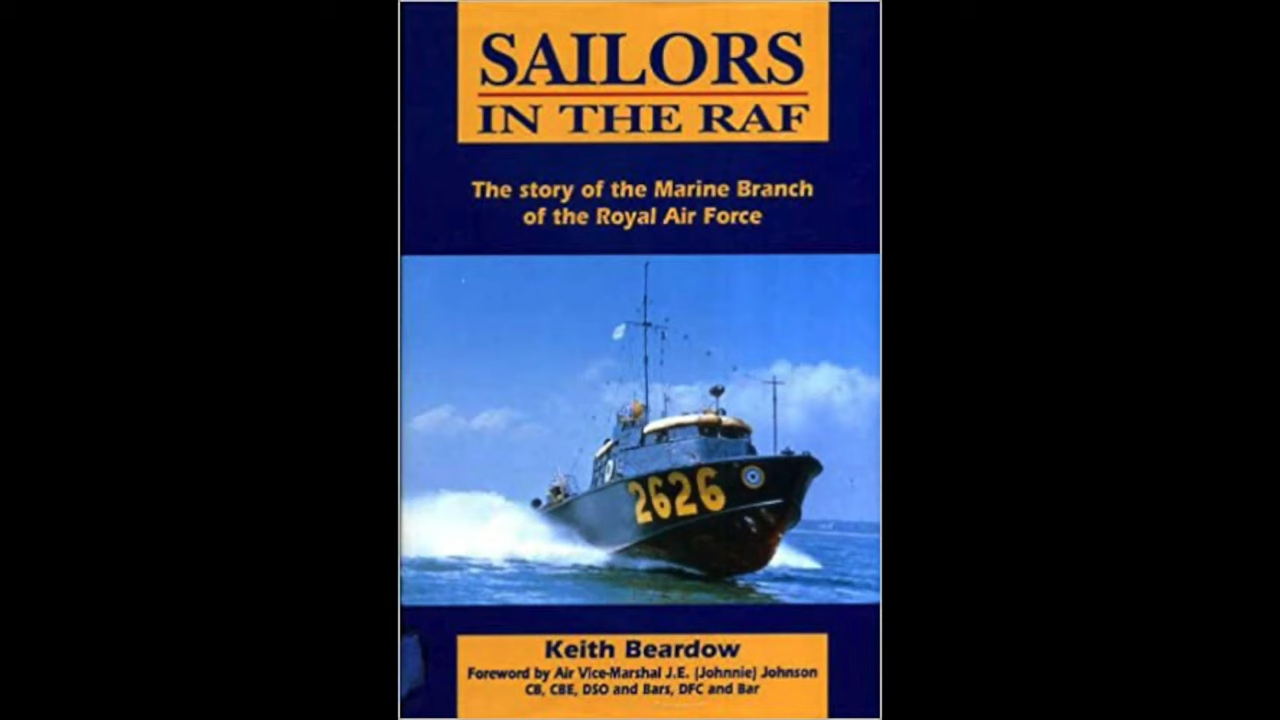 SAILORS
IN THE RAF
The story of the Marine Branch
of the Royal Air Force
2626
Keith Beardow
Foreword by Air Vice-Marshal J.E. (Johnnie) Johnson
CB, CBE, DSO and Bars, DFC and Bar